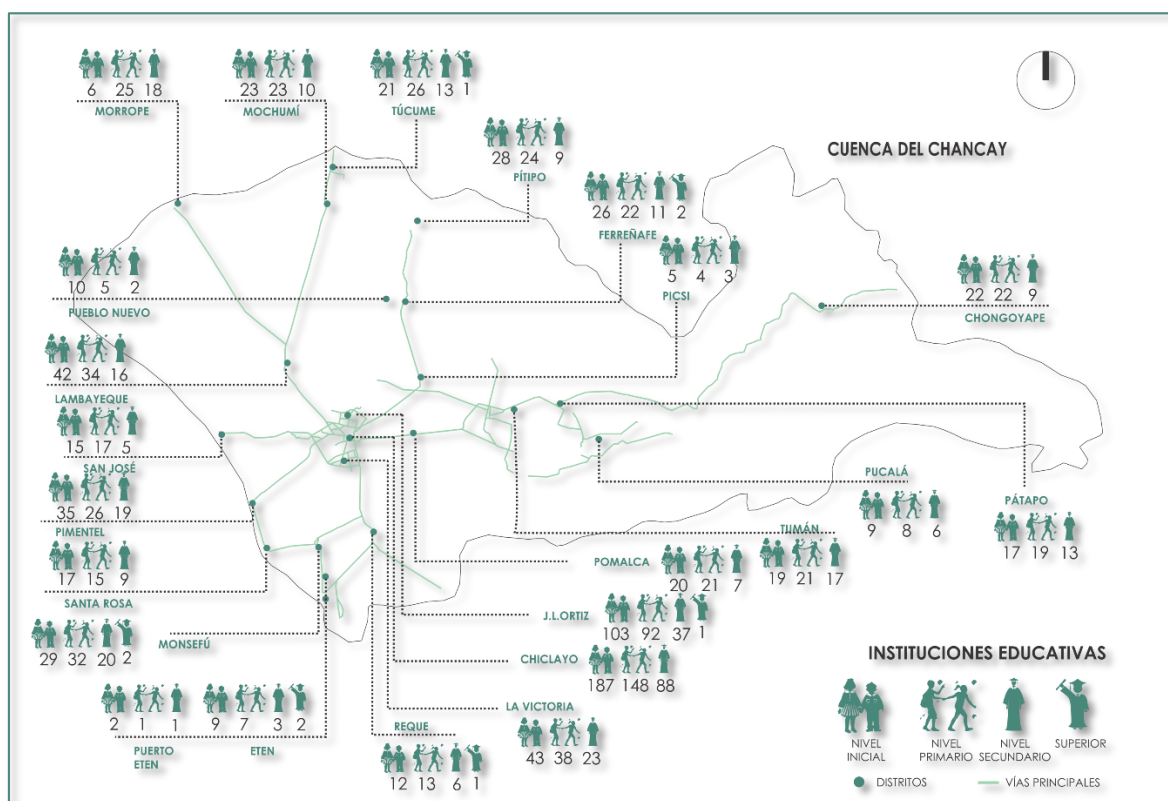 6 25 18
MORROPE
23 23 10
MOCHUMÍ
21 26 13 1
TÚCUME
28 24 9
PÍTIPO
CUENCA DEL CHANCAY
26 22 11 2
FERREÑAFE
5 4 3
PICSI
22 22 9
CHONGOYAPE
10 5 2
PUEBLO NUEVO
42 34 16
LAMBAYEQUE
15 17 5
SAN JOSÉ
35 26 19
PIMENTEL
17 15 9
SANTA ROSA
29 32 20 2
MONSEFÚ
2 1 1
PUERTO
ETEN
9 7 3 2
ETEN
REQUE
12 13 6 1
LA VICTORIA
43 38 23
CHICLAYO
187 148 88
J.L.ORTIZ
103 92 37 1
POMALCA
20 21 7
TUMÁN
19 21 17
PUCALÁ
9 8 6
PÁTAPO
17 19 13
INSTITUCIONES EDUCATIVAS
NIVEL
INICIAL
NIVEL
PRIMARIO
NIVEL
SECUNDARIO
SUPERIOR
DISTRITOS
VÍAS PRINCIPALES